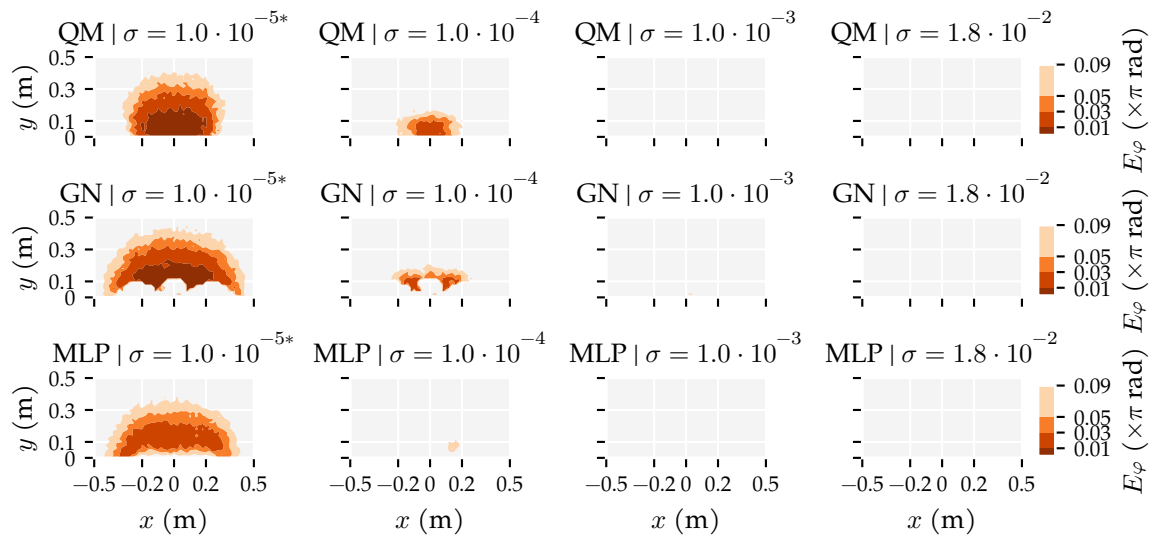 QM | σ = 1.0 · 10^−5* QM | σ = 1.0 · 10^−4 QM | σ = 1.0 · 10^−3 QM | σ = 1.8 · 10^−2
y (m) 0.5 0.3 0.1 0
0.09 0.05 0.03 0.01 E_φ (×π rad)
GN | σ = 1.0 · 10^−5* GN | σ = 1.0 · 10^−4 GN | σ = 1.0 · 10^−3 GN | σ = 1.8 · 10^−2
y (m) 0.5 0.3 0.1 0
0.09 0.05 0.03 0.01 E_φ (×π rad)
MLP | σ = 1.0 · 10^−5* MLP | σ = 1.0 · 10^−4 MLP | σ = 1.0 · 10^−3 MLP | σ = 1.8 · 10^−2
y (m) 0.5 0.3 0.1 0
0.09 0.05 0.03 0.01 E_φ (×π rad)
−0.5 −0.2 0 0.2 0.5 −0.5 −0.2 0 0.2 0.5 −0.5 −0.2 0 0.2 0.5 −0.5 −0.2 0 0.2 0.5
x (m) x (m) x (m) x (m)